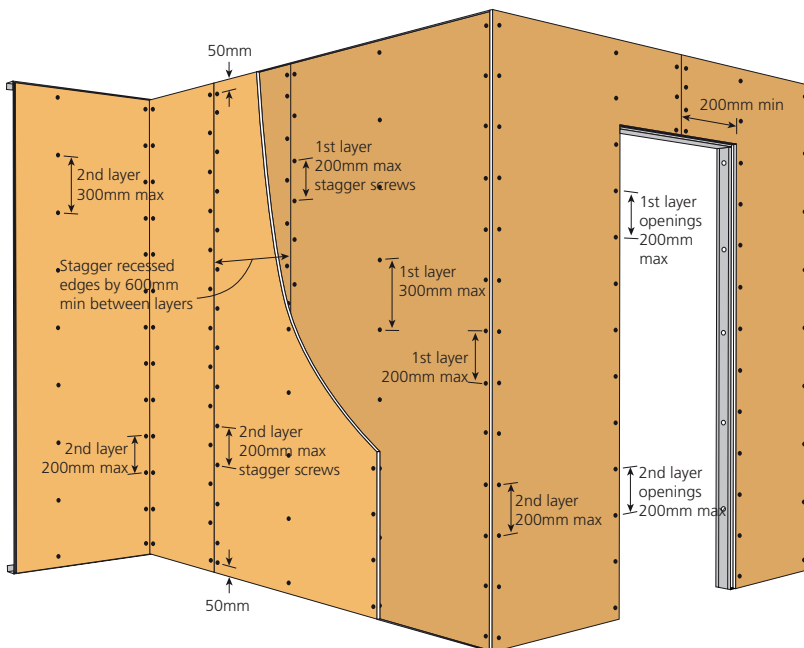 50mm
200mm min
1st layer
200mm max
stagger screws
2nd layer
300mm max
1st layer
openings
200mm
max
Stagger recessed
edges by 600mm
min between layers
1st layer
300mm max
1st layer
200mm max
2nd layer
200mm max
2nd layer
200mm max
stagger screws
2nd layer
200mm max
2nd layer
openings
200mm max
50mm